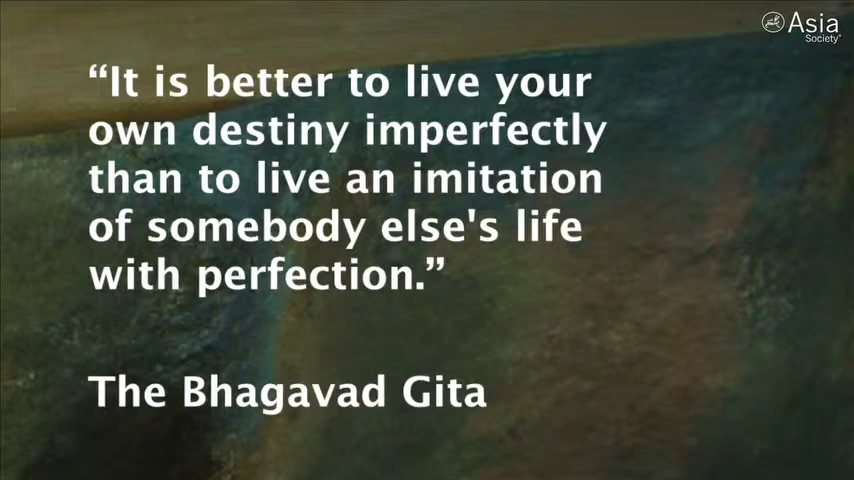 Asia
Society
“It is better to live your
own destiny imperfectly
than to live an imitation
of somebody else's life
with perfection.”
The Bhagavad Gita